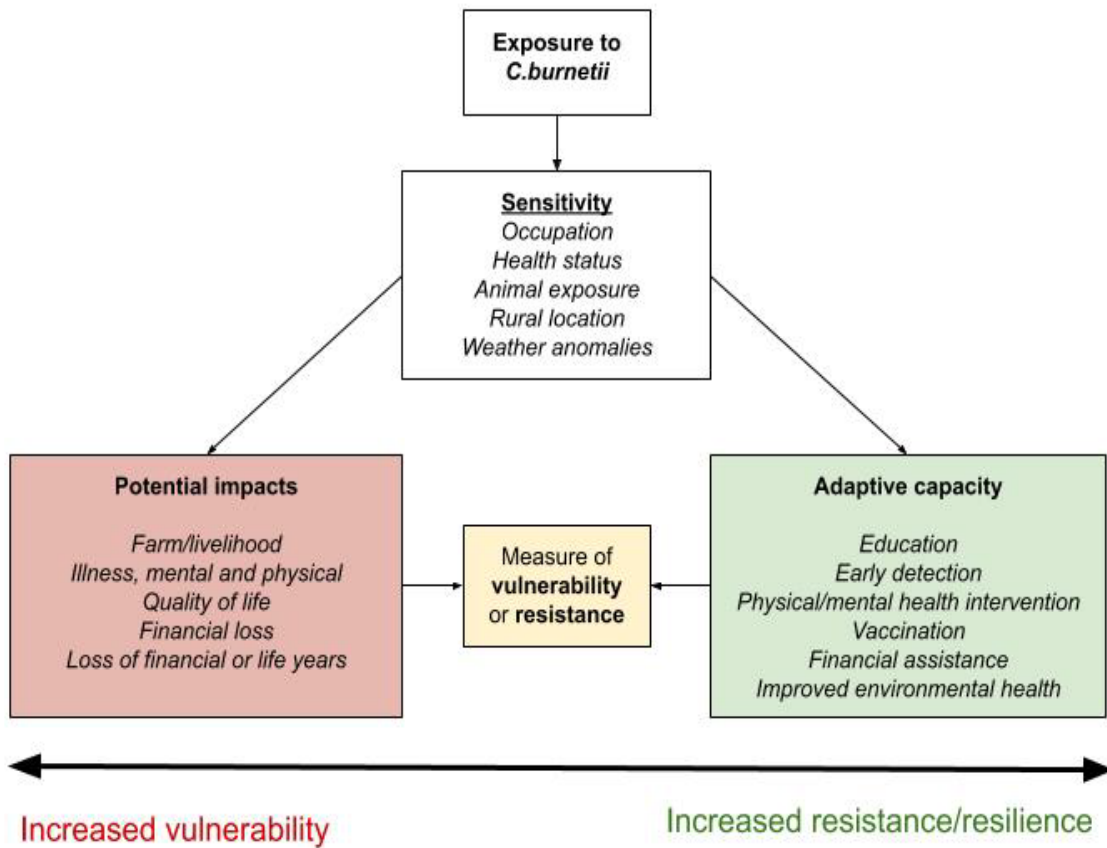 Exposure to
C.burnetii
Sensitivity
Occupation
Health status
Animal exposure
Rural location
Weather anomalies
Potential impacts
Farm/livelihood
Illness, mental and physical
Quality of life
Financial loss
Loss of financial or life years
Measure of
vulnerability
or resistance
Adaptive capacity
Education
Early detection
Physical/mental health intervention
Vaccination
Financial assistance
Improved environmental health
Increased vulnerability
Increased resistance/resilience